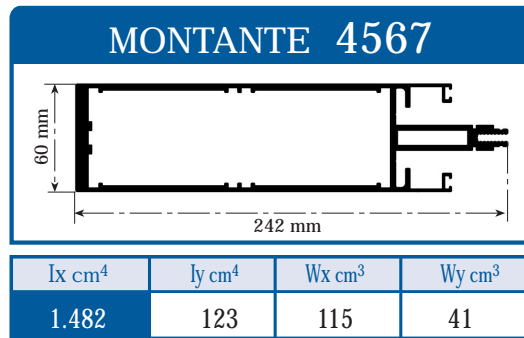 MONTANTE 4567
60 mm
242 mm
Ix cm⁴ Iy cm⁴ Wx cm³ Wy cm³
1.482 123 115 41